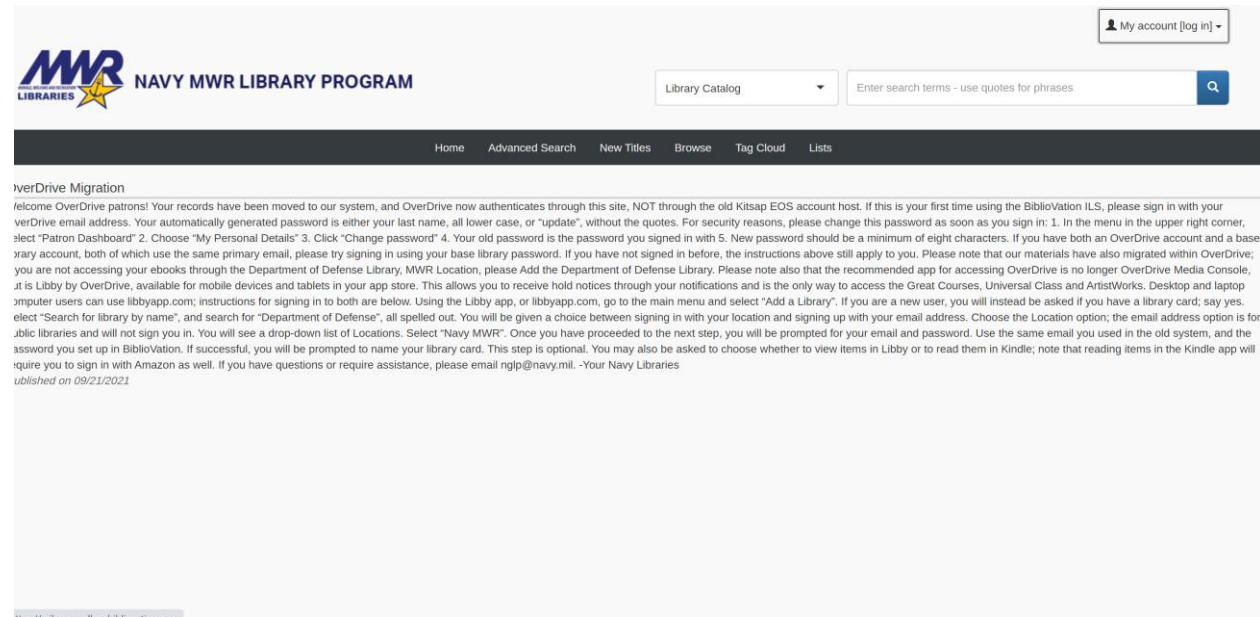 My account [log in]
MWR
LIBRARIES
NAVY MWR LIBRARY PROGRAM
Library Catalog
Enter search terms - use quotes for phrases
Home Advanced Search New Titles Browse Tag Cloud Lists
OverDrive Migration
Welcome OverDrive patrons! Your records have been moved to our system, and OverDrive now authenticates through this site, NOT through the old Kitsap EOS account host. If this is your first time using the BiblioVation ILS, please sign in with your
OverDrive email address. Your automatically generated password is either your last name, all lower case, or “update”, without the quotes. For security reasons, please change this password as soon as you sign in: 1. In the menu in the upper right corner,
select “Patron Dashboard” 2. Choose “My Personal Details” 3. Click “Change password” 4. Your old password is the password you signed in with 5. New password should be a minimum of eight characters. If you have both an OverDrive account and a base
library account, both of which use the same primary email, please try signing in using your base library password. If you have not signed in before, the instructions above still apply to you. Please note that our materials have also migrated within OverDrive;
you are not accessing your ebooks through the Department of Defense Library, MWR Location, please Add the Department of Defense Library. Please note also that the recommended app for accessing OverDrive is no longer OverDrive Media Console,
but is Libby by OverDrive, available for mobile devices and tablets in your app store. This allows you to receive hold notices through your notifications and is the only way to access the Great Courses, Universal Class and ArtistWorks. Desktop and laptop
computer users can use libbyapp.com; instructions for signing in to both are below. Using the Libby app, or libbyapp.com, go to the main menu and select “Add a Library”. If you are a new user, you will instead be asked if you have a library card; say yes.
Select “Search for library by name”, and search for “Department of Defense”, all spelled out. You will be given a choice between signing in with your location and signing up with your email address. Choose the Location option; the email address option is for
public libraries and will not sign you in. You will see a drop-down list of Locations. Select “Navy MWR”. Once you have proceeded to the next step, you will be prompted for your email and password. Use the same email you used in the old system, and the
password you set up in BiblioVation. If successful, you will be prompted to name your library card. This step is optional. You may also be asked to choose whether to view items in Libby or to read them in Kindle; note that reading items in the Kindle app will
require you to sign in with Amazon as well. If you have questions or require assistance, please email nglp@navy.mil. -Your Navy Libraries
Published on 09/21/2021